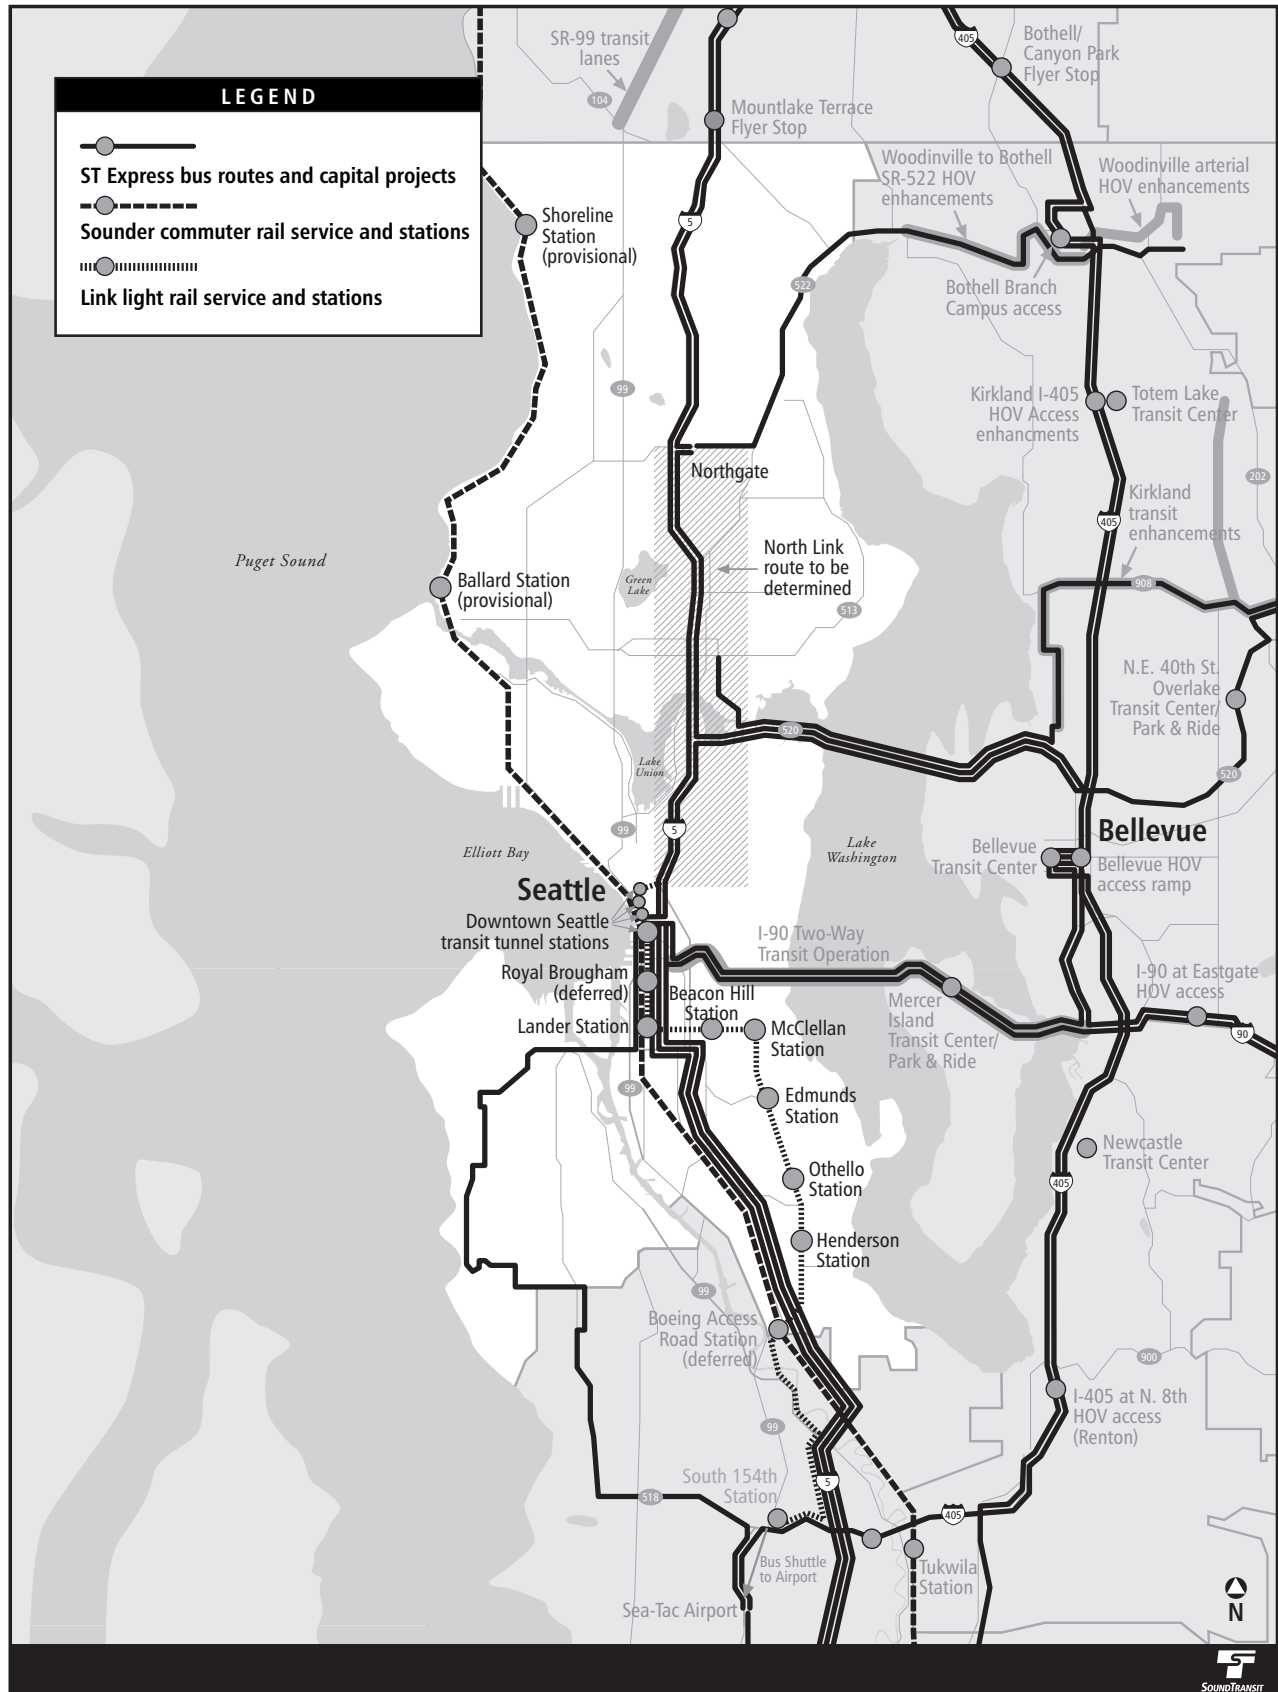 SR-99 transit
lanes
405
Bothell/
Canyon Park
Flyer Stop
104
LEGEND
Mountlake Terrace
Flyer Stop
ST Express bus routes and capital projects
Sounder commuter rail service and stations
Link light rail service and stations
Woodinville to Bothell
SR-522 HOV
enhancements
Woodinville arterial
HOV enhancements
Shoreline
Station
(provisional)
5
522
Bothell Branch
Campus access
99
Kirkland I-405
HOV Access
enhancments
Totem Lake
Transit Center
Northgate
202
Kirkland
transit
enhancements
405
Puget Sound
North Link
route to be
determined
Green
Lake
Ballard Station
(provisional)
908
513
N.E. 40th St.
Overlake
Transit Center/
Park & Ride
520
Lake
Union
520
99
5
Bellevue
Elliott Bay
Lake
Washington
Bellevue
Transit Center
Bellevue HOV
access ramp
Seattle
Downtown Seattle
transit tunnel stations
I-90 Two-Way
Transit Operation
Royal Brougham
(deferred)
I-90 at Eastgate
HOV access
Beacon Hill
Station
Mercer
Island
Transit Center/
Park & Ride
Lander Station
McClellan
Station
90
99
Edmunds
Station
Newcastle
Transit Center
Othello
Station
405
Henderson
Station
99
Boeing Access
Road Station
(deferred)
900
I-405 at N. 8th
HOV access
(Renton)
99
South 154th
Station
5
518
405
Bus Shuttle
to Airport
Tukwila
Station
Sea-Tac Airport
N
SOUNDTRANSIT